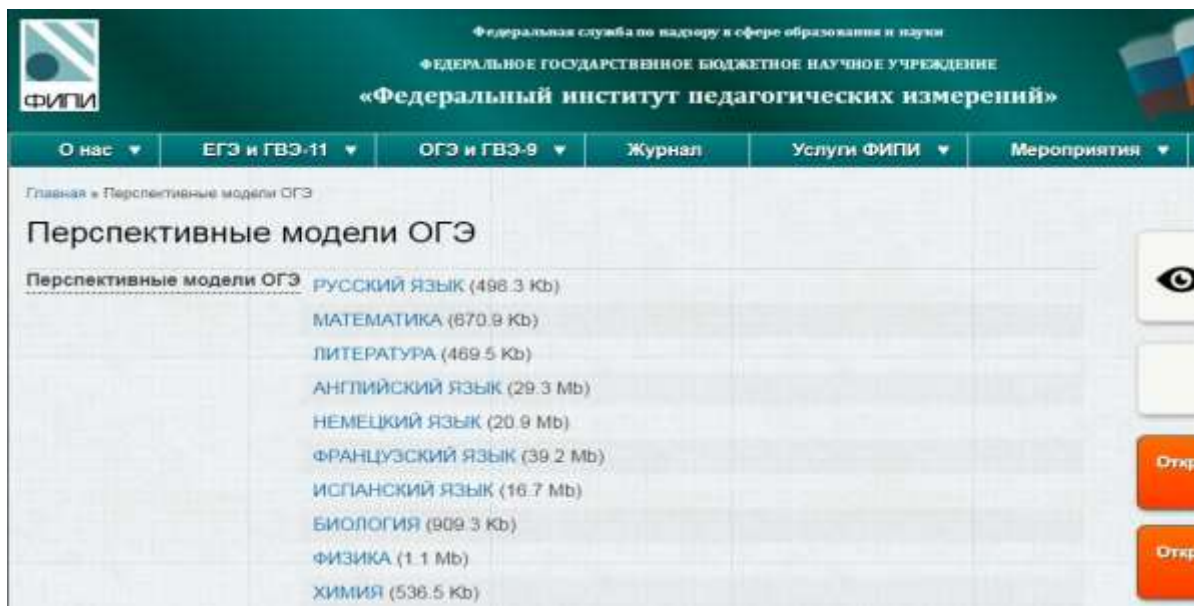 Федеральная служба по надзору в сфере образования и науки
ФЕДЕРАЛЬНОЕ ГОСУДАРСТВЕННОЕ БЮДЖЕТНОЕ НАУЧНОЕ УЧРЕЖДЕНИЕ
«Федеральный институт педагогических измерений»
ФИПИ
О нас ▼ ЕГЭ и ГВЭ-11 ▼ ОГЭ и ГВЭ-9 ▼ Журнал Услуги ФИПИ ▼ Мероприятия ▼
Главная » Перспективные модели ОГЭ
Перспективные модели ОГЭ
Перспективные модели ОГЭ РУССКИЙ ЯЗЫК (498.3 Kb)
МАТЕМАТИКА (670.9 Kb)
ЛИТЕРАТУРА (469.5 Kb)
АНГЛИЙСКИЙ ЯЗЫК (29.3 Mb)
НЕМЕЦКИЙ ЯЗЫК (20.9 Mb)
ФРАНЦУЗСКИЙ ЯЗЫК (39.2 Mb)
ИСПАНСКИЙ ЯЗЫК (16.7 Mb)
БИОЛОГИЯ (909.3 Kb)
ФИЗИКА (1.1 Mb)
ХИМИЯ (536.5 Kb)
Откр
Откр